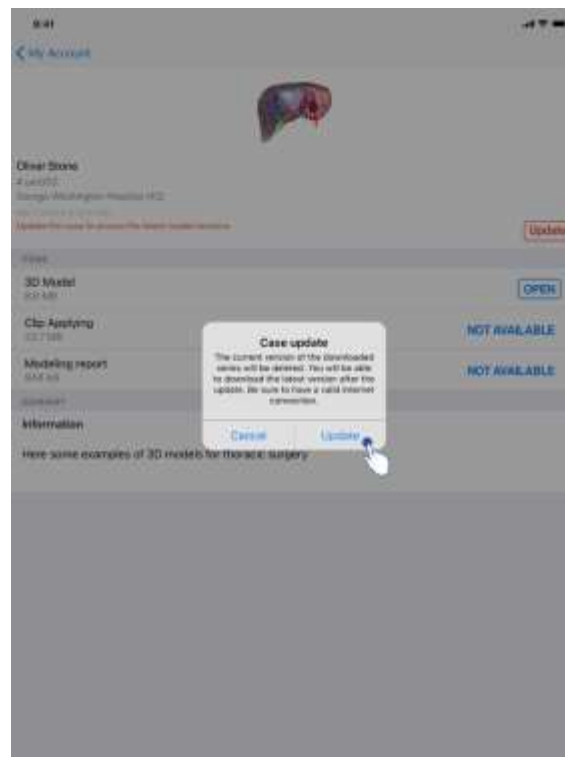 9:41
My Account
Oliver Stone
George Washington Hospital
Update
3D Model
OPEN
Clip Applying
NOT AVAILABLE
Modeling report
NOT AVAILABLE
Case update
The current version of the downloaded
series will be deleted. You will be able
to download the latest version after the
update. Be sure to have a valid internet
connection.
Cancel
Update
Information
Here some examples of 3D models for thoracic surgery